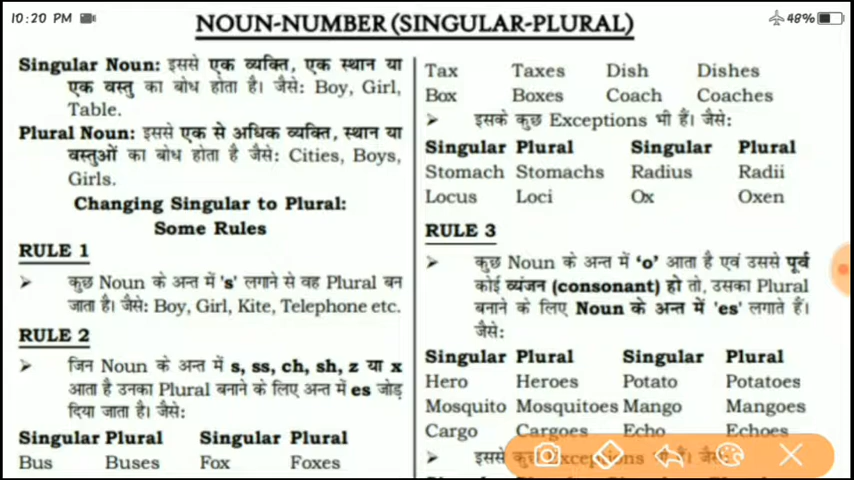 10:20 PM
48%
NOUN-NUMBER (SINGULAR-PLURAL)
Singular Noun: इससे एक व्यक्ति, एक स्थान या
एक वस्तु का बोध होता है। जैसे: Boy, Girl,
Table.
Plural Noun: इससे एक से अधिक व्यक्ति, स्थान या
वस्तुओं का बोध होता है जैसे: Cities, Boys,
Girls.
Changing Singular to Plural:
Some Rules
RULE 1
कुछ Noun के अन्त में 's' लगाने से वह Plural बन
जाता है। जैसे: Boy, Girl, Kite, Telephone etc.
RULE 2
जिन Noun के अन्त में s, ss, ch, sh, z या x
आता है उनका Plural बनाने के लिए अन्त में es जोड़
दिया जाता है। जैसे:
Singular Plural Singular Plural
Bus Buses Fox Foxes
Tax Taxes Dish Dishes
Box Boxes Coach Coaches
इसके कुछ Exceptions भी हैं। जैसे:
Singular Plural Singular Plural
Stomach Stomachs Radius Radii
Locus Loci Ox Oxen
RULE 3
कुछ Noun के अन्त में ‘o’ आता है एवं उससे पूर्व
कोई व्यंजन (consonant) हो तो, उसका Plural
बनाने के लिए Noun के अन्त में 'es' लगाते हैं।
जैसे:
Singular Plural Singular Plural
Hero Heroes Potato Potatoes
Mosquito Mosquitoes Mango Mangoes
Cargo Cargoes Echo Echoes
इसके कुछ Exceptions भी हैं। जैसे: